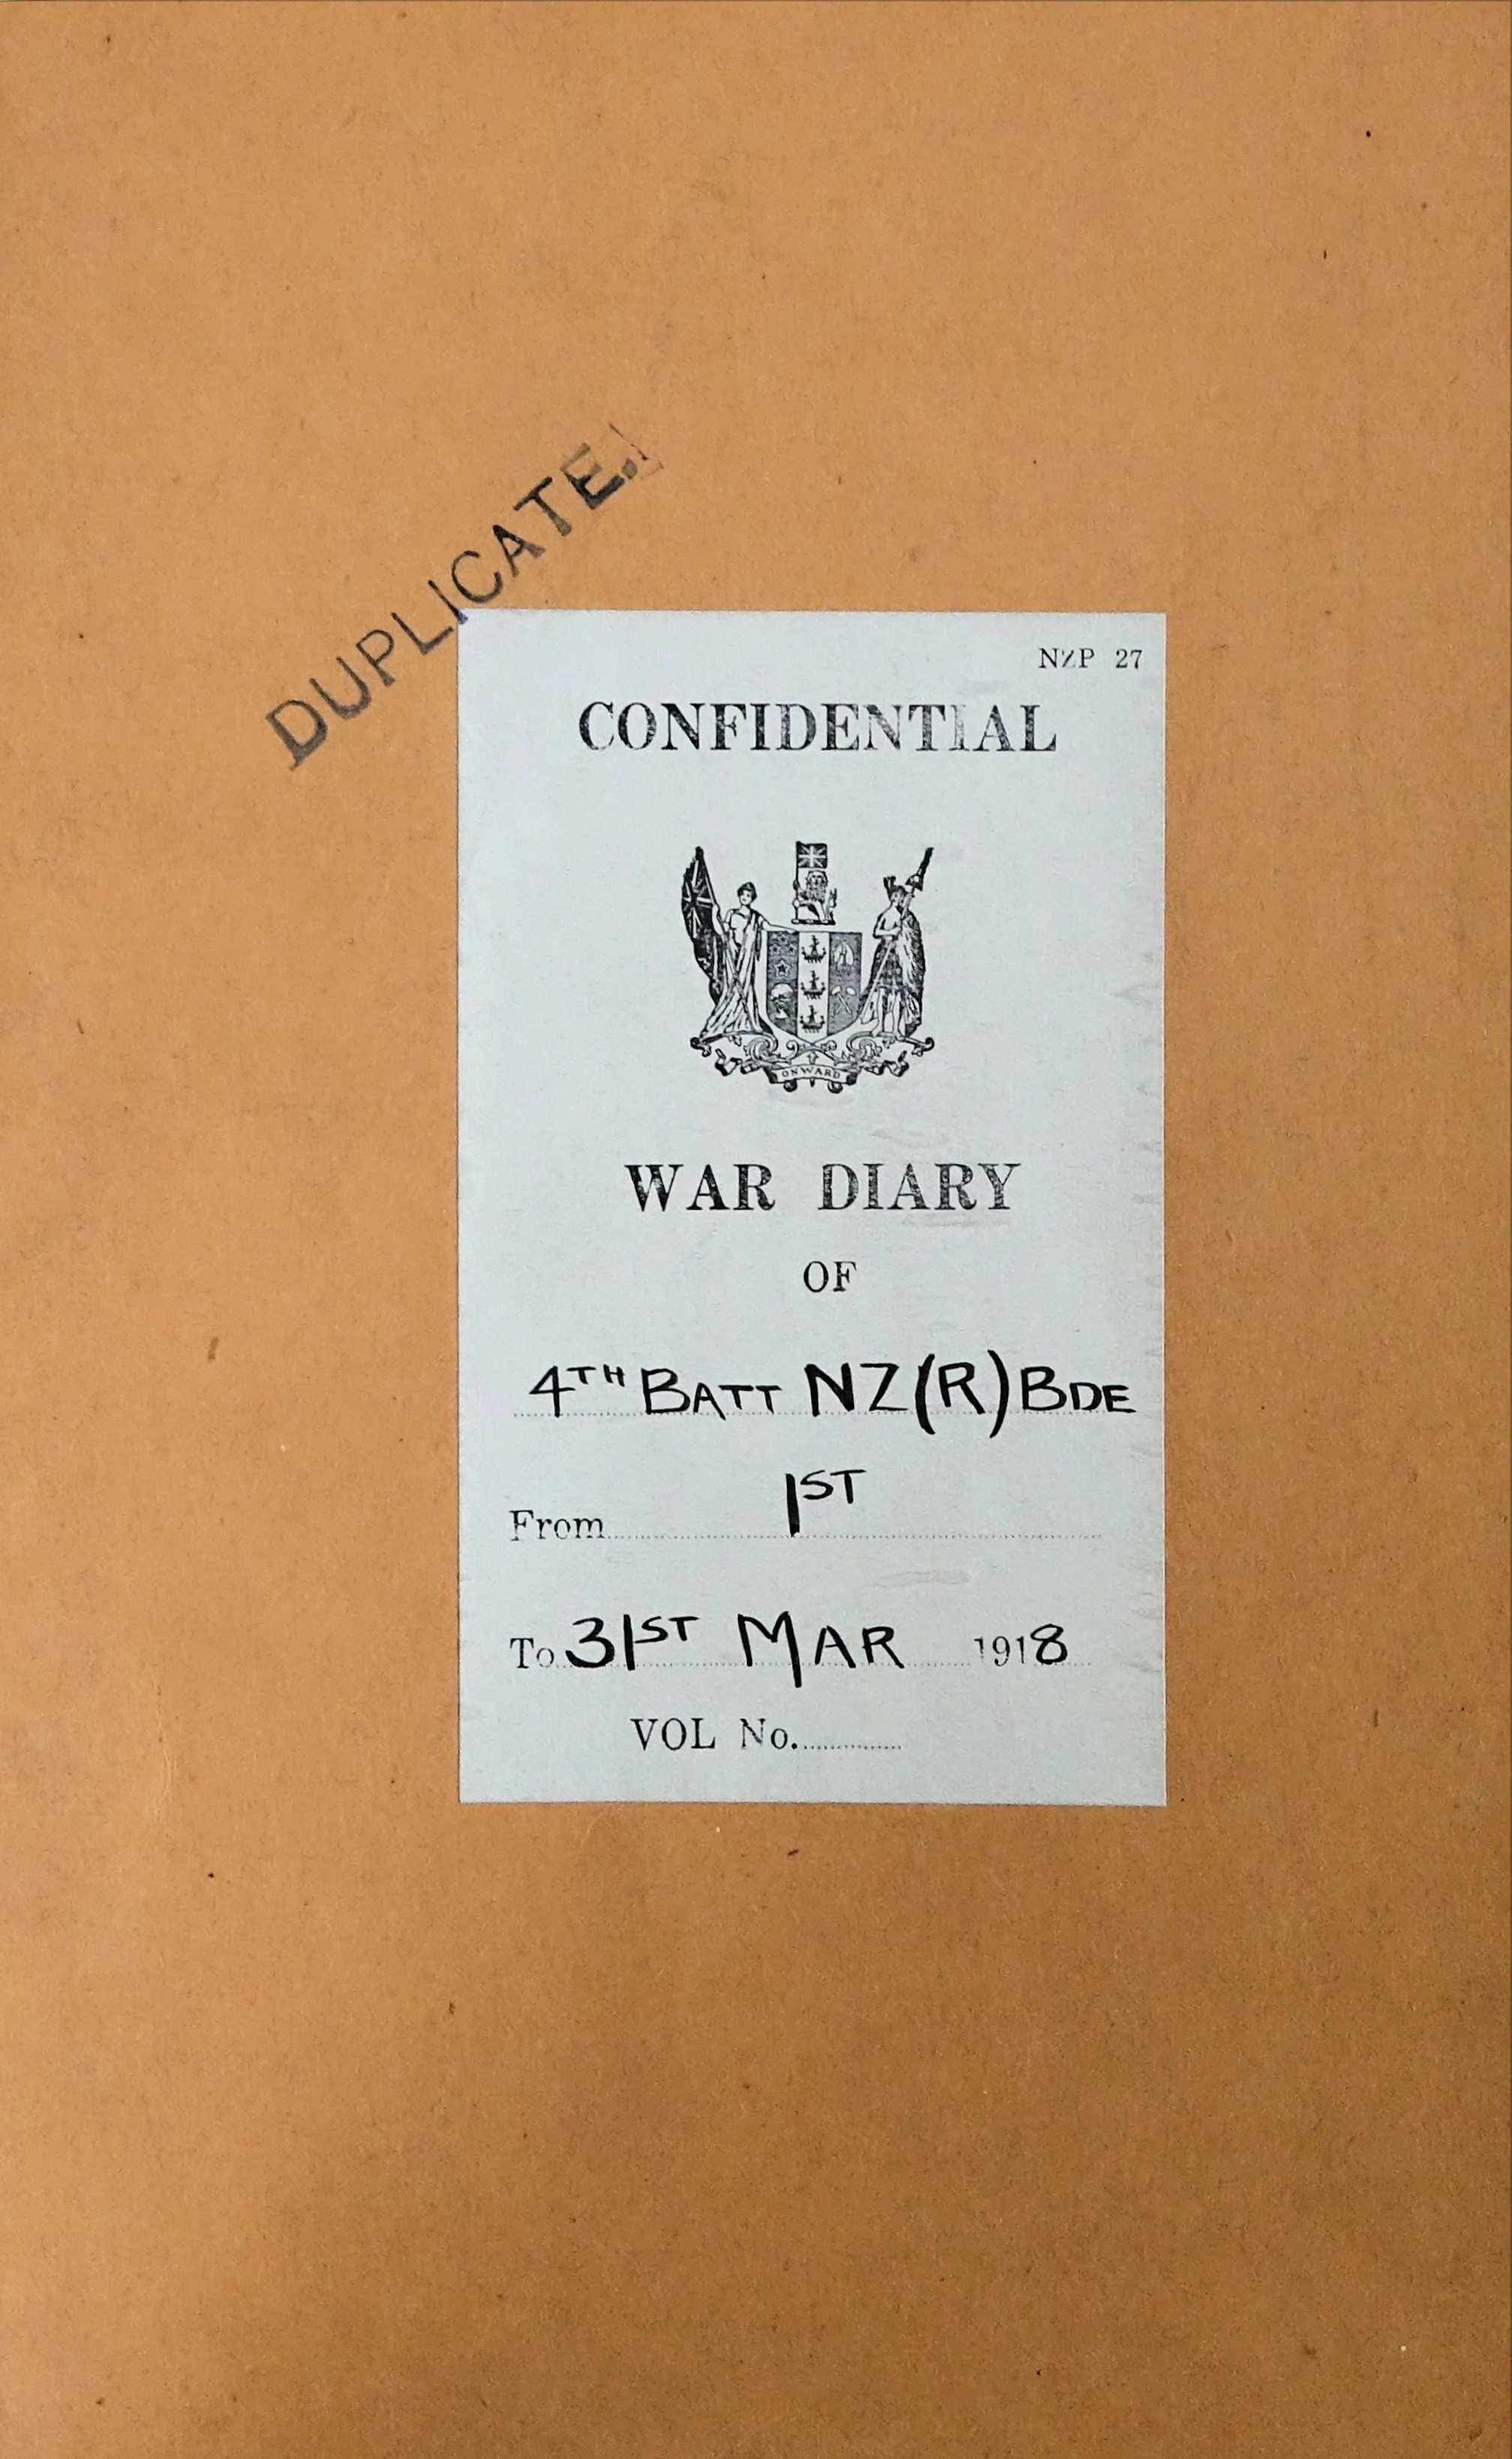 DUPLICATE.
NZP 27
CONFIDENTIAL
ONWARD
WAR DIARY
OF
4TH BATT NZ(R) BDE
From 1ST
To 31ST MAR 1918
VOL No.